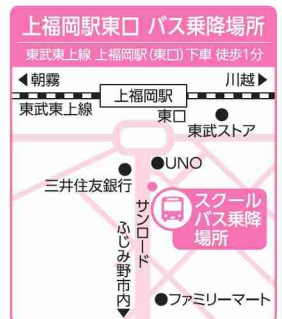 上福岡駅東口 バス乗降場所
東武東上線 上福岡駅(東口)下車 徒歩1分
◀朝霞 川越▶
上福岡駅
東武東上線
東口
東武ストア
●UNO
三井住友銀行
サンロード
スクール
バス乗降
場所
ふじみ野市内▼
●ファミリーマート